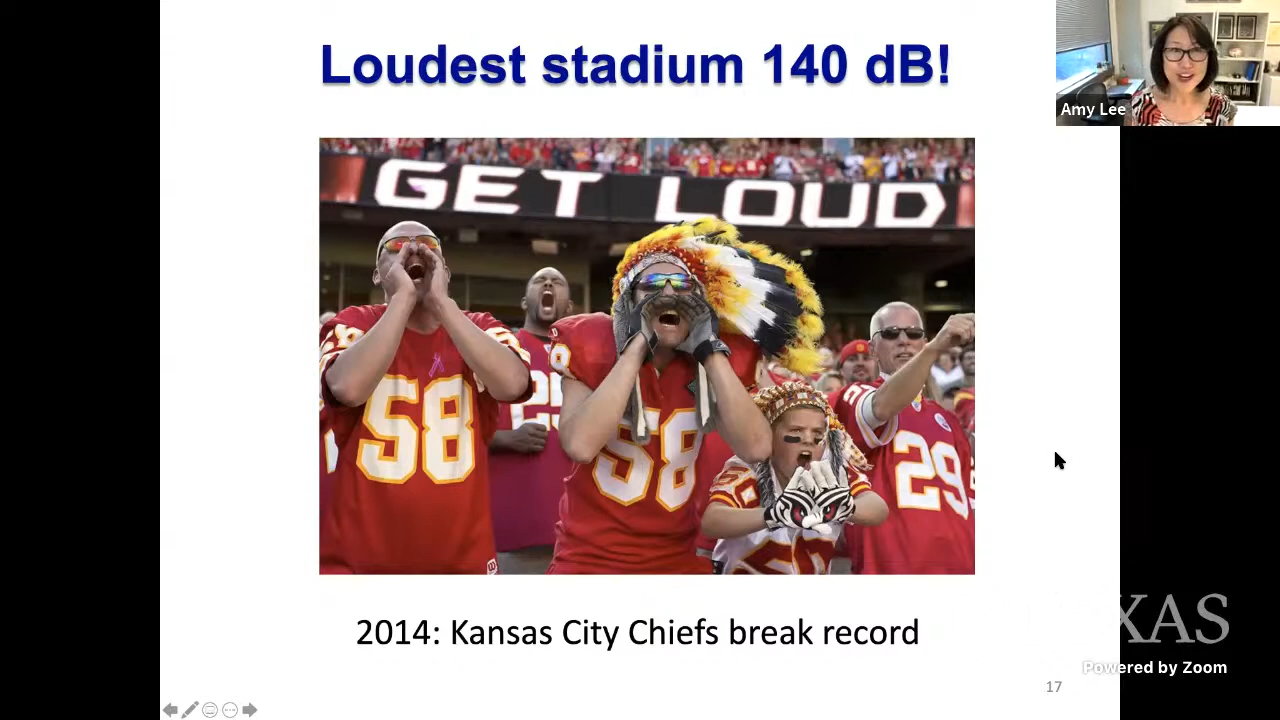 Loudest stadium 140 dB!
Amy Lee
GET LOUD
58
58
29
2014: Kansas City Chiefs break record
XAS
Powered by Zoom
17